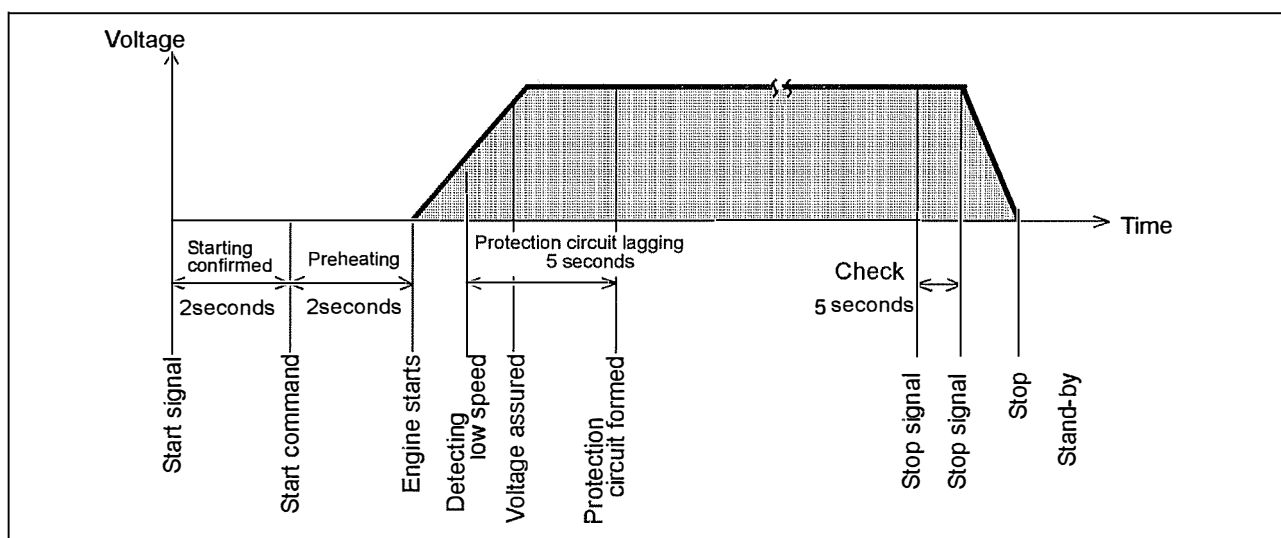 Voltage
Time
Starting
confirmed
2seconds
Preheating
2seconds
Protection circuit lagging
5 seconds
Check
5 seconds
Start signal
Start command
Engine starts
Detecting
low speed
Voltage assured
Protection
circuit formed
Stop signal
Stop signal
Stop
Stand-by